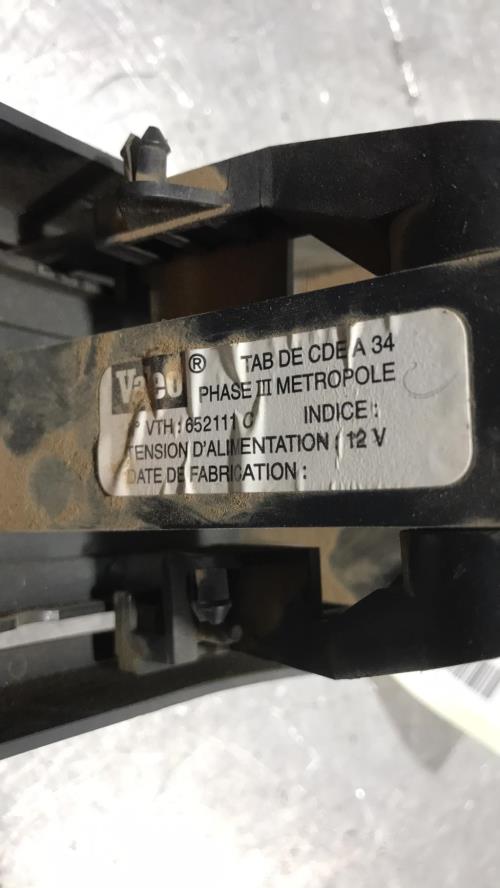 Valeo® TAB DE CDE A 34
PHASE III METROPOLE
° VTH : 652111 C INDICE :
TENSION D'ALIMENTATION : 12 V
DATE DE FABRICATION :